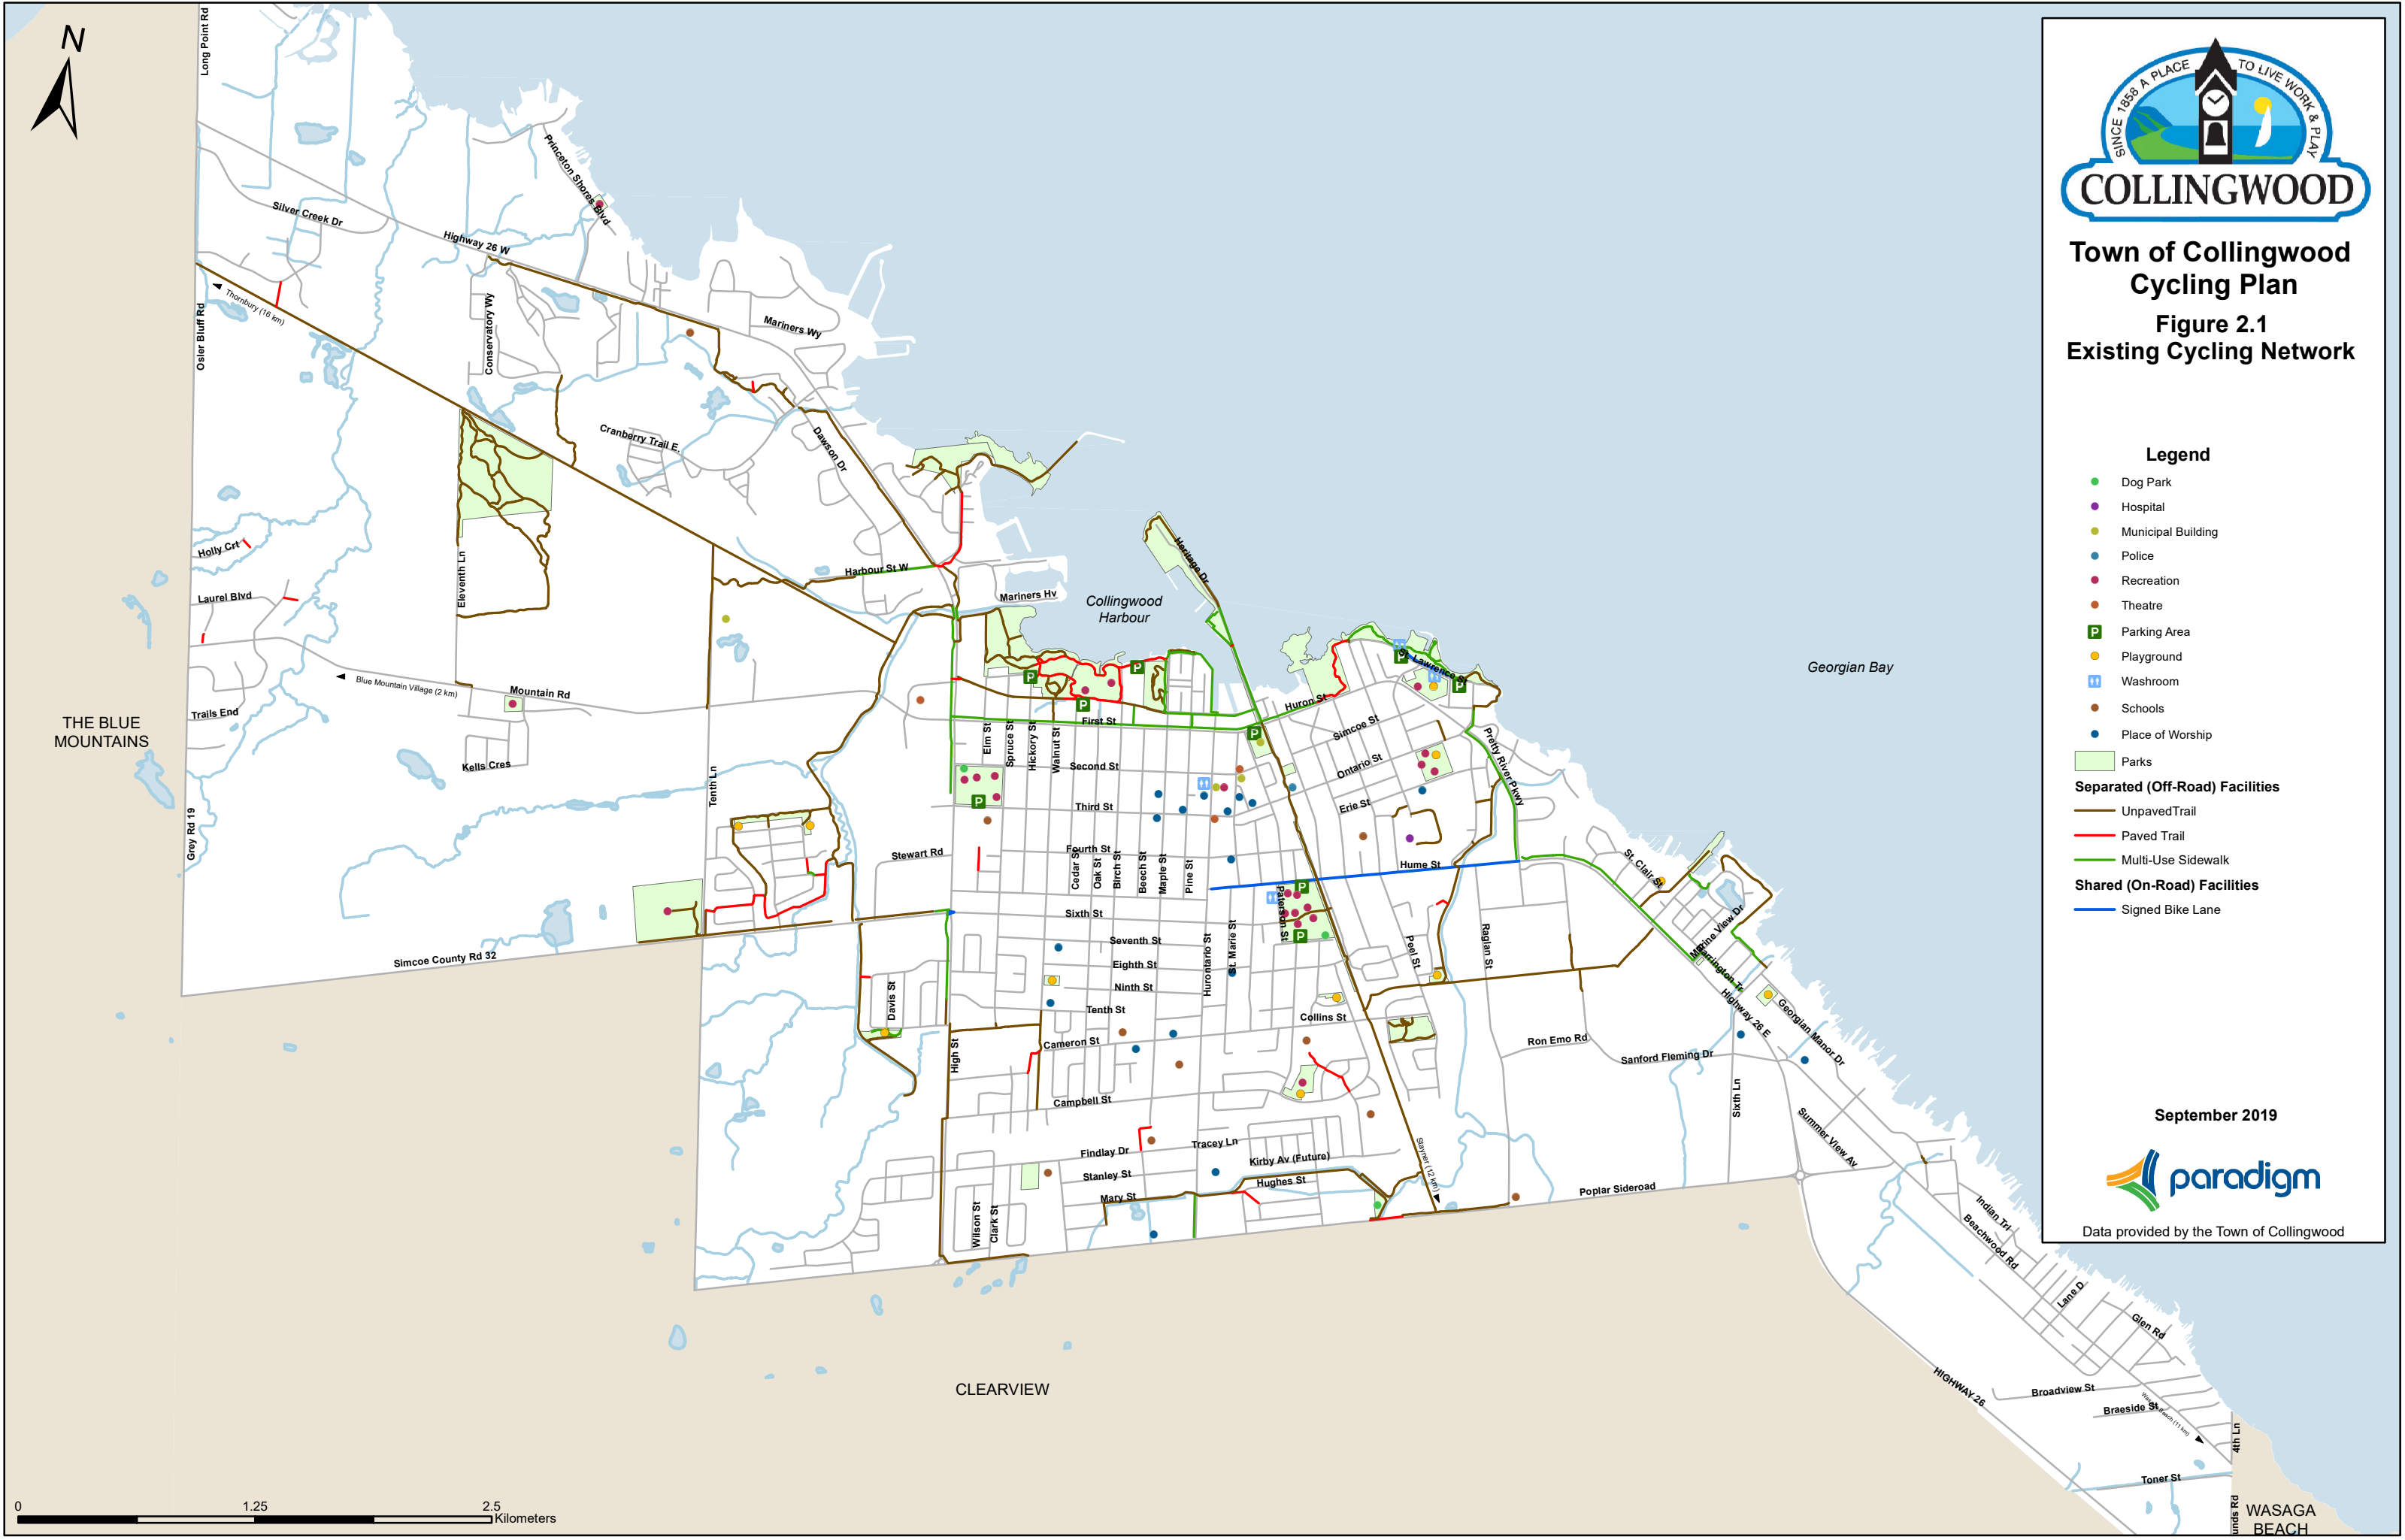 N
Long Point Rd
Princeton Shores Blvd
Silver Creek Dr
Highway 26 W
Thornbury (16 km)
Osler Bluff Rd
Conservatory Wy
Mariners Wy
Cranberry Trail E.
Dawson Dr
Holly Crt
Eleventh Ln
Laurel Blvd
Harbour St W
Mariners Hv
Collingwood
Harbour
Heritage Dr
Georgian Bay
Blue Mountain Village (2 km)
Mountain Rd
Trails End
THE BLUE
MOUNTAINS
Kells Cres
Grey Rd 19
Tenth Ln
Simcoe County Rd 32
Stewart Rd
First St
Elm St
Spruce St
Hickory St
Walnut St
Second St
Third St
Fourth St
Cedar St
Oak St
Birch St
Beech St
Maple St
Pine St
Sixth St
Seventh St
Eighth St
Ninth St
Tenth St
Hurontario St
St. Marie St
Paterson St
Huron St
St. Lawrence St
Simcoe St
Ontario St
Erie St
Pretty River Pkwy
Hume St
Peel St
Raglan St
St. Clair St
Marine View Dr
Harrington Tr
Highway 26 E
Georgian Manor Dr
Davis St
High St
Cameron St
Collins St
Campbell St
Ron Emo Rd
Sanford Fleming Dr
Sixth Ln
Summer View Av
Findlay Dr
Tracey Ln
Kirby Av (Future)
Stanley St
Hughes St
Mary St
Wilson St
Clark St
Stayner (12 km)
Poplar Sideroad
Indian Trl
Beachwood Rd
Lane D
Glen Rd
HIGHWAY 26
Broadview St
Braeside St
4th Ln
Toner St
CLEARVIEW
WASAGA
BEACH
0 1.25 2.5
Kilometers
SINCE 1858 A PLACE TO LIVE WORK & PLAY
COLLINGWOOD
Town of Collingwood
Cycling Plan
Figure 2.1
Existing Cycling Network
Legend
Dog Park
Hospital
Municipal Building
Police
Recreation
Theatre
P Parking Area
Playground
Washroom
Schools
Place of Worship
Parks
Separated (Off-Road) Facilities
UnpavedTrail
Paved Trail
Multi-Use Sidewalk
Shared (On-Road) Facilities
Signed Bike Lane
September 2019
paradigm
Data provided by the Town of Collingwood